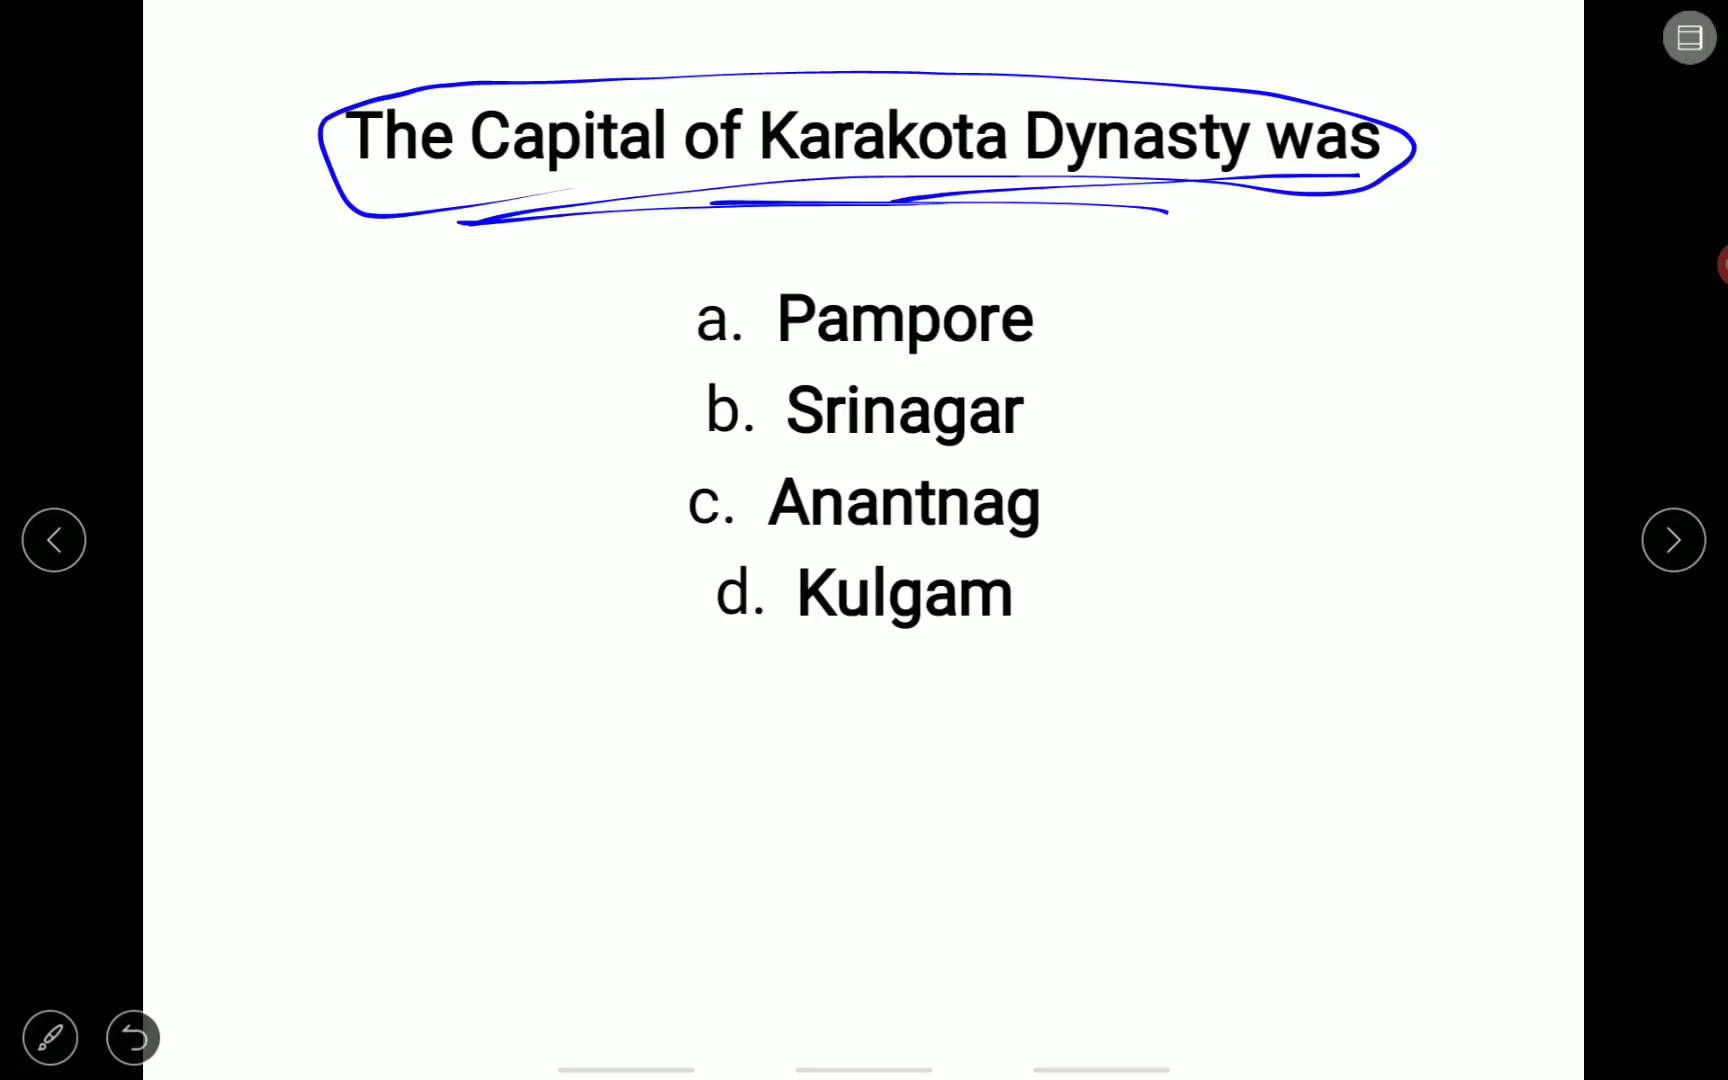 The Capital of Karakota Dynasty was
a. Pampore
b. Srinagar
c. Anantnag
d. Kulgam